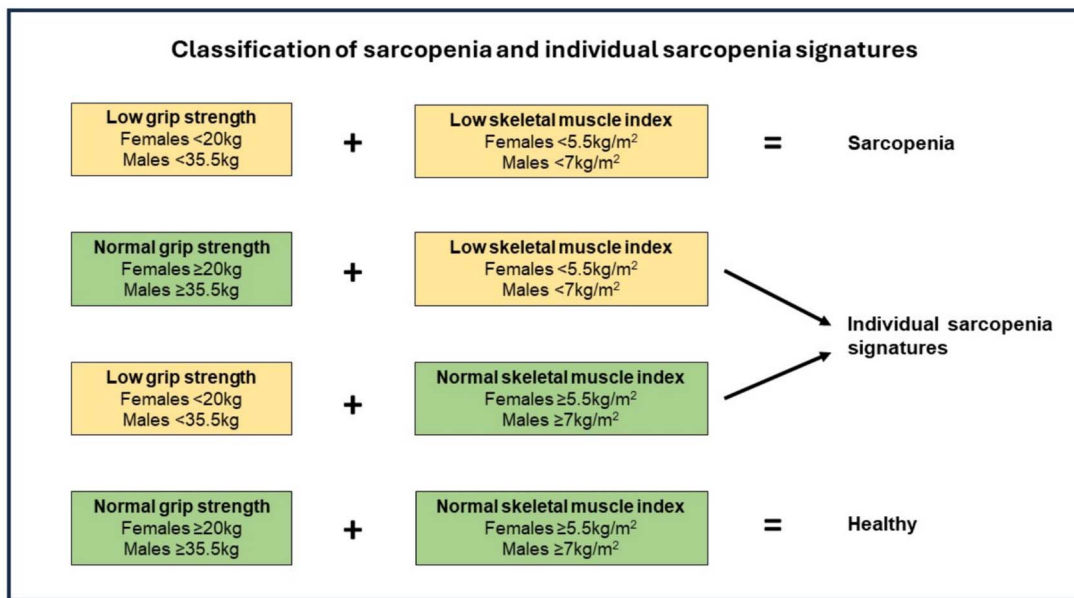 Classification of sarcopenia and individual sarcopenia signatures
Low grip strength
Females <20kg
Males <35.5kg
+
Low skeletal muscle index
Females <5.5kg/m²
Males <7kg/m²
=
Sarcopenia
Normal grip strength
Females ≥20kg
Males ≥35.5kg
+
Low skeletal muscle index
Females <5.5kg/m²
Males <7kg/m²
Individual sarcopenia
signatures
Low grip strength
Females <20kg
Males <35.5kg
+
Normal skeletal muscle index
Females ≥5.5kg/m²
Males ≥7kg/m²
Normal grip strength
Females ≥20kg
Males ≥35.5kg
+
Normal skeletal muscle index
Females ≥5.5kg/m²
Males ≥7kg/m²
=
Healthy